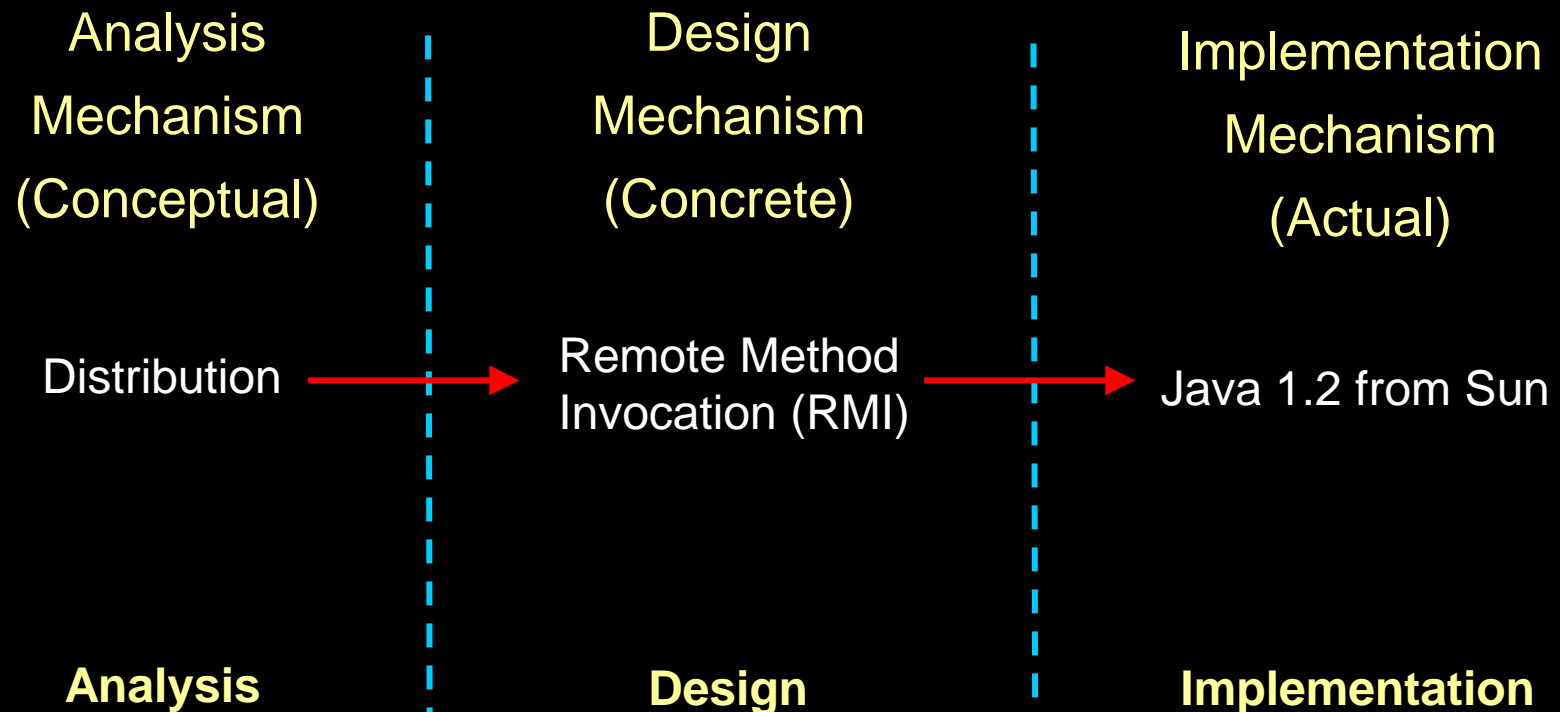 Analysis
Mechanism
(Conceptual)
Design
Mechanism
(Concrete)
Implementation
Mechanism
(Actual)
Distribution
Remote Method
Invocation (RMI)
Java 1.2 from Sun
Analysis
Design
Implementation